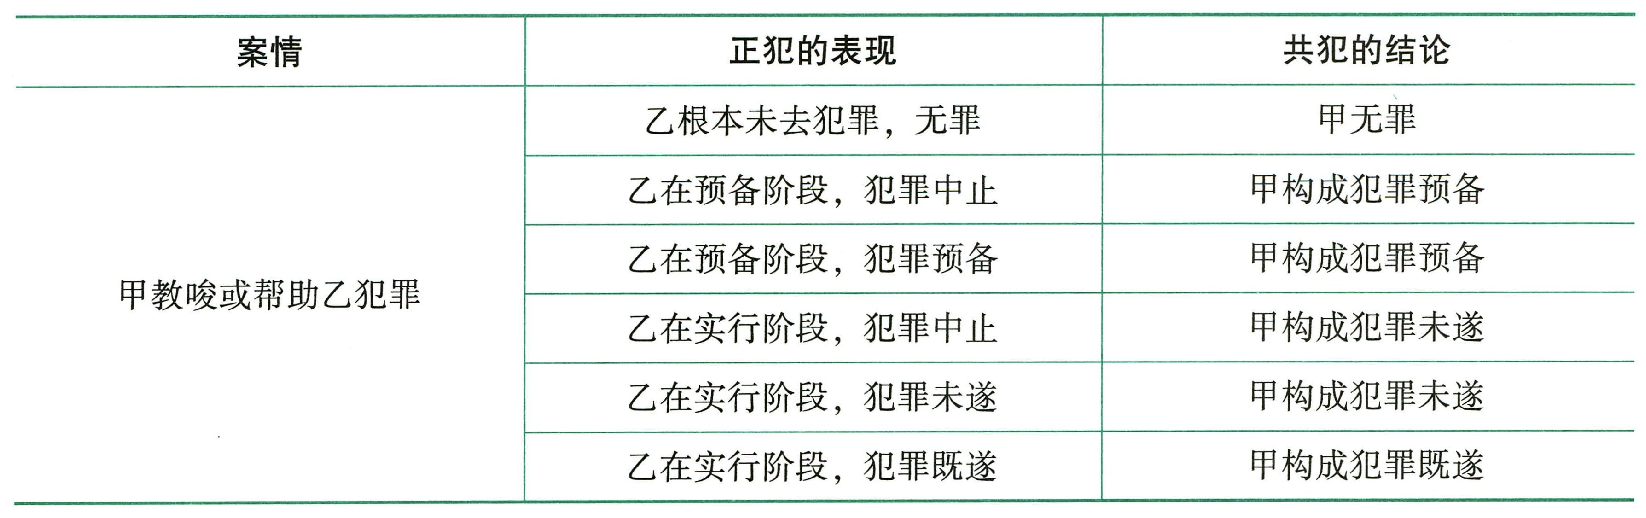 案情 正犯的表现 共犯的结论
甲教唆或帮助乙犯罪
乙根本未去犯罪，无罪 甲无罪
乙在预备阶段，犯罪中止 甲构成犯罪预备
乙在预备阶段，犯罪预备 甲构成犯罪预备
乙在实行阶段，犯罪中止 甲构成犯罪未遂
乙在实行阶段，犯罪未遂 甲构成犯罪未遂
乙在实行阶段，犯罪既遂 甲构成犯罪既遂